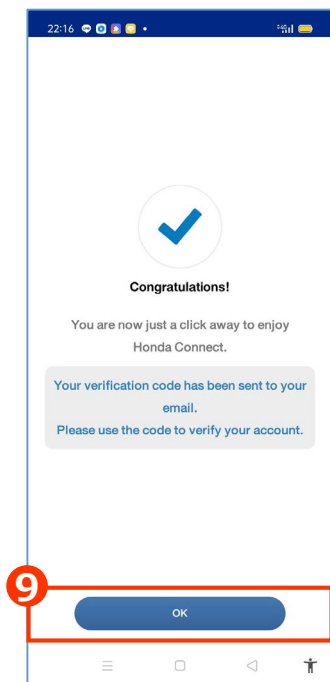 22:16
Congratulations!
You are now just a click away to enjoy
Honda Connect.
Your verification code has been sent to your
email.
Please use the code to verify your account.
9
OK